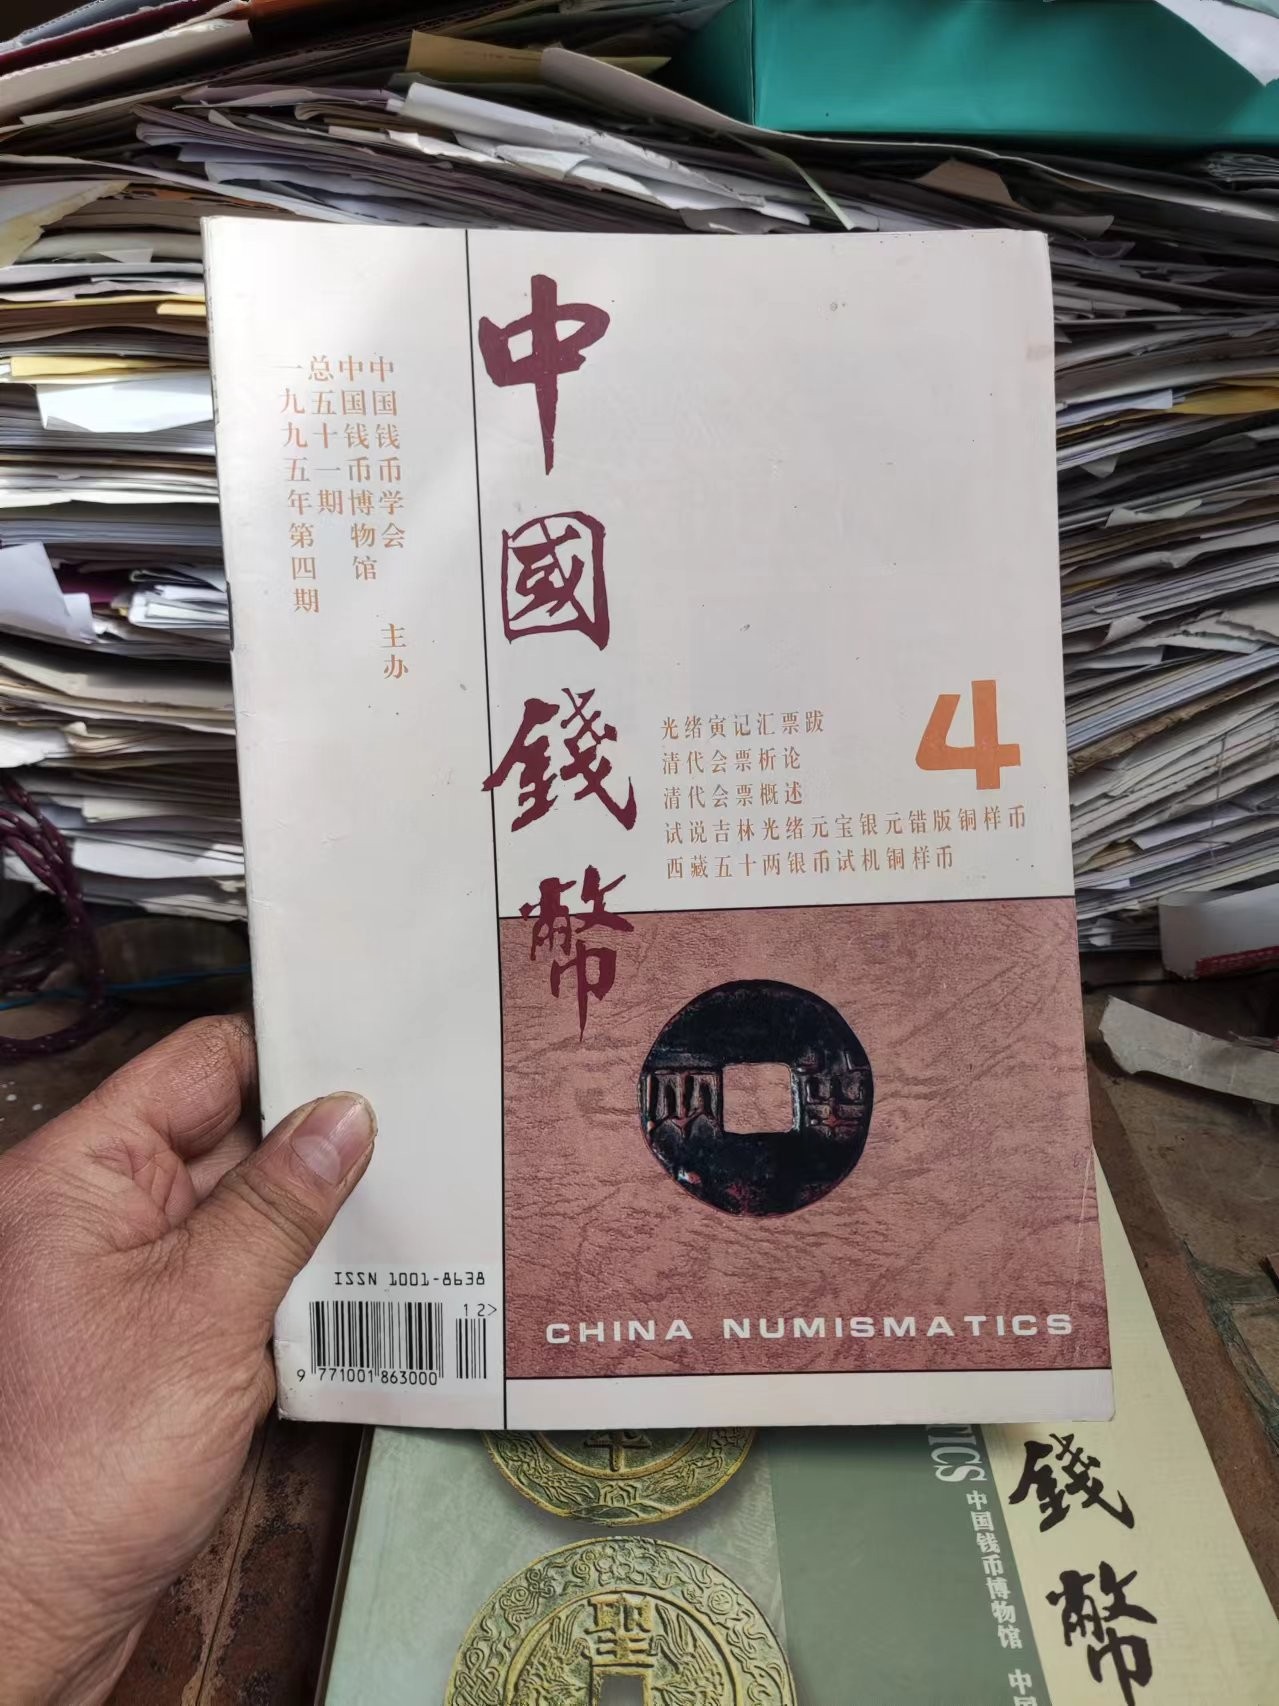 中國錢幣
中国钱币学会
中国钱币博物馆
主办
总五十一期
一九九五年第四期
4
光绪寅记汇票跋
清代会票析论
清代会票概述
试说吉林光绪元宝银元错版铜样币
西藏五十两银币试机铜样币
半
两
CHINA NUMISMATICS
ISSN 1001-8638
12>
9 771001 863000
TICS
中国钱币博物馆
中
錢幣
聖